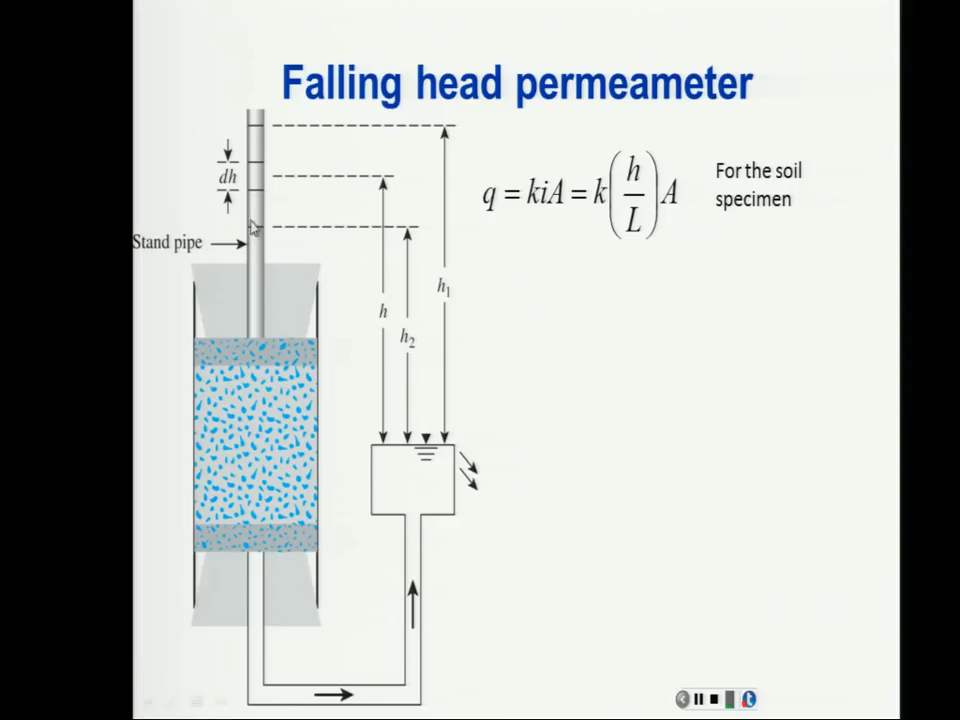 Falling head permeameter
dh
Stand pipe
h
h₂
h₁
q = kiA = k(h/L)A
For the soil
specimen